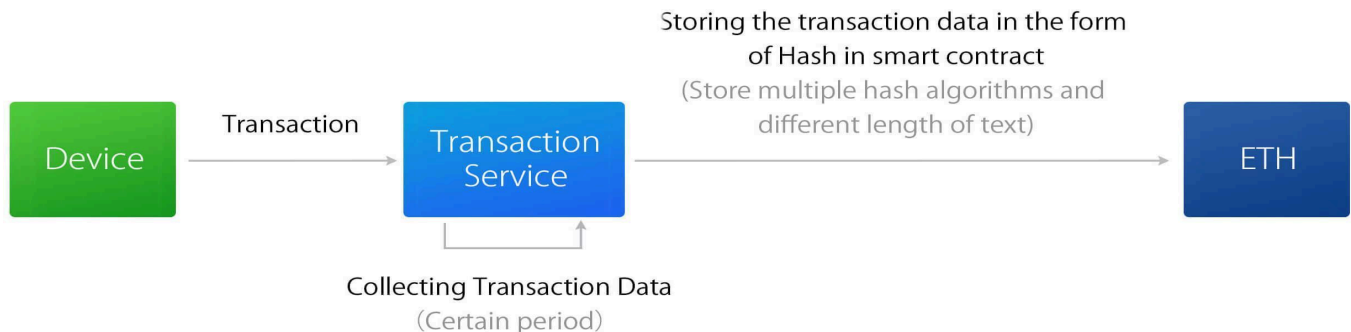 Storing the transaction data in the form
of Hash in smart contract
(Store multiple hash algorithms and
different length of text)
Device
Transaction
Transaction
Service
ETH
Collecting Transaction Data
(Certain period)